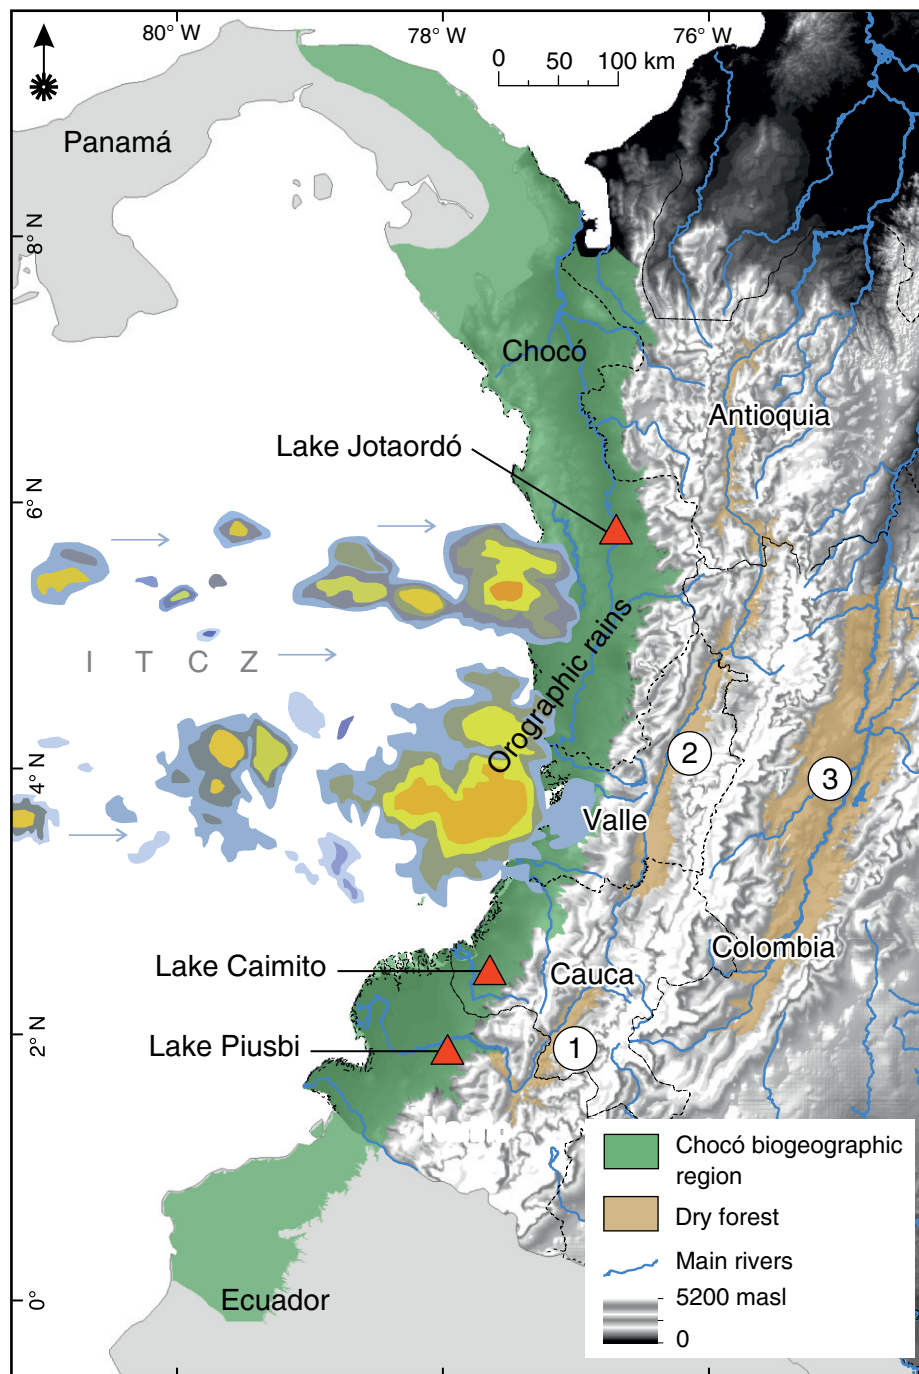 80° W
78° W
76° W
0
50
100 km
Panamá
8° N
Chocó
Antioquia
Lake Jotaordó
6° N
Orographic rains
I T C Z
2
3
4° N
Valle
Lake Caimito
Cauca
Colombia
2° N
Lake Piusbi
1
Chocó biogeographic
region
Dry forest
Main rivers
5200 masl
0
0°
Ecuador